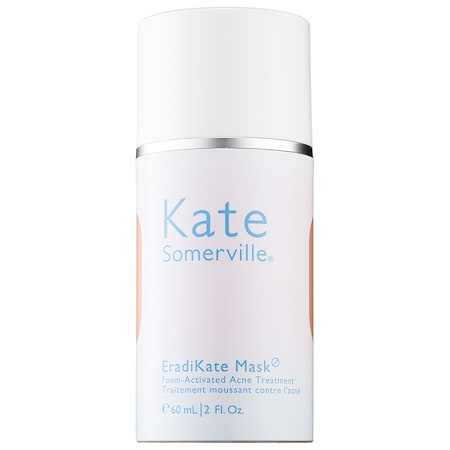 Kate
Somerville®
EradiKate Mask
Foam-Activated Acne Treatment
Traitement moussant contre l'acné
℮ 60 mL | 2 Fl. Oz.